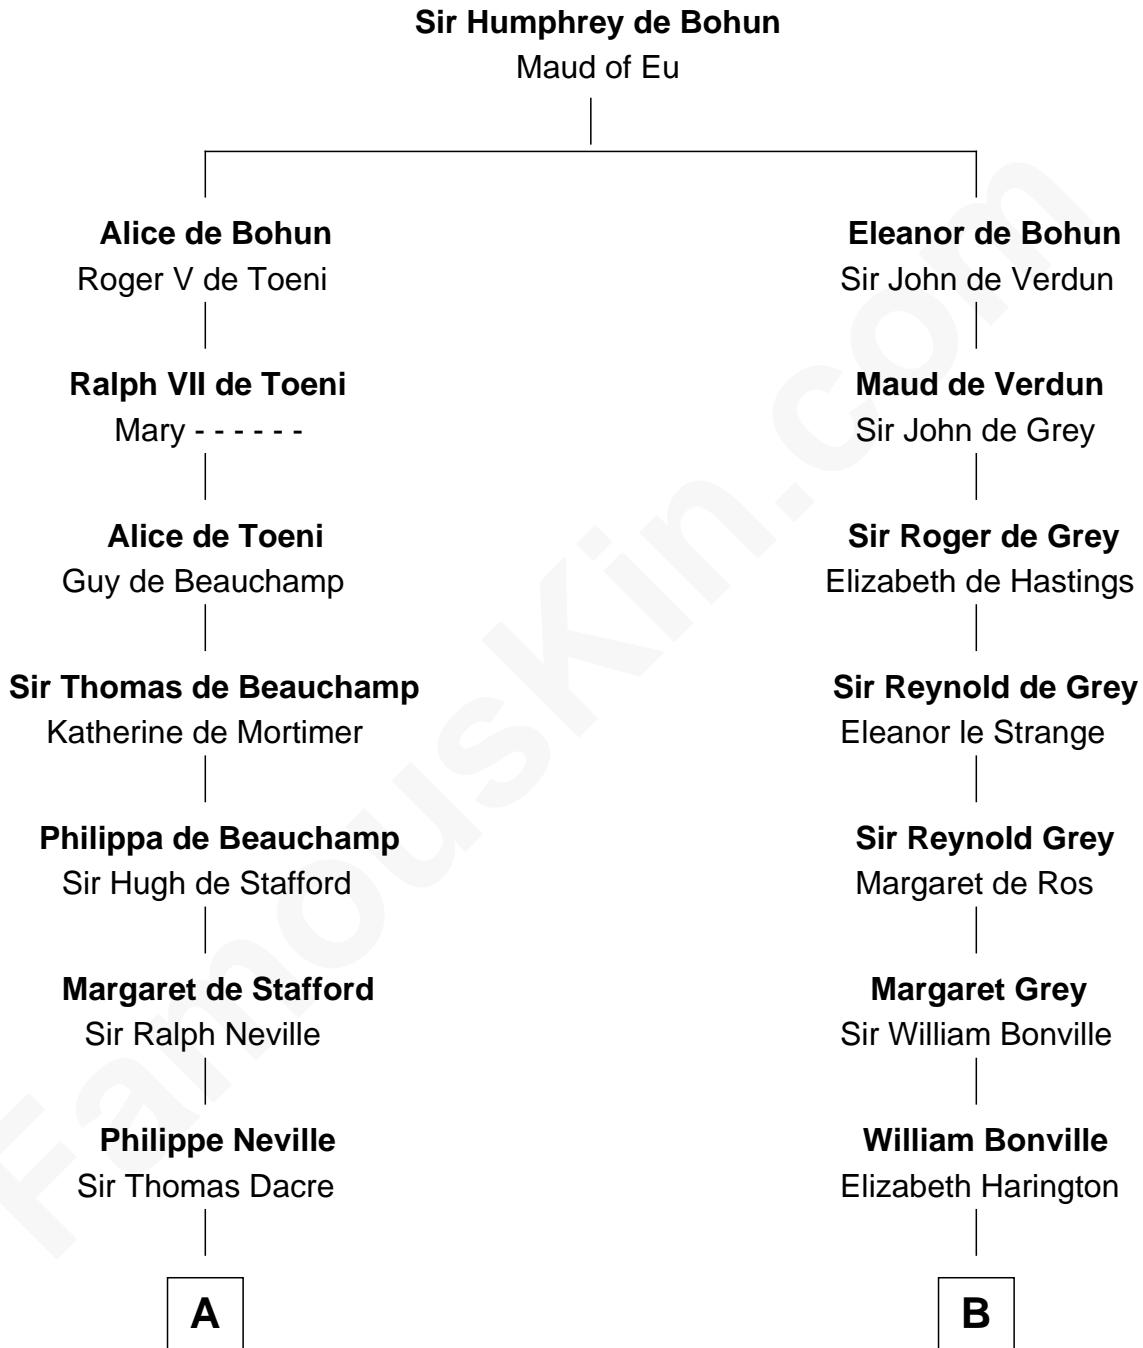 Sir Humphrey de Bohun
Maud of Eu
Alice de Bohun
Roger V de Toeni
Eleanor de Bohun
Sir John de Verdun
Ralph VII de Toeni
Mary - - - - - -
Maud de Verdun
Sir John de Grey
Alice de Toeni
Guy de Beauchamp
Sir Roger de Grey
Elizabeth de Hastings
Sir Thomas de Beauchamp
Katherine de Mortimer
Sir Reynold de Grey
Eleanor le Strange
Philippa de Beauchamp
Sir Hugh de Stafford
Sir Reynold Grey
Margaret de Ros
Margaret de Stafford
Sir Ralph Neville
Margaret Grey
Sir William Bonville
Philippe Neville
Sir Thomas Dacre
William Bonville
Elizabeth Harington
A
B
FamousKin.com